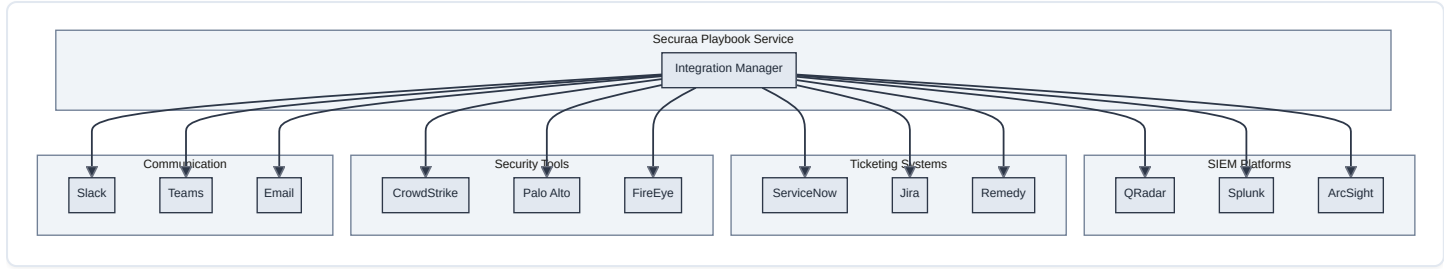 Securaa Playbook Service
Integration Manager
Communication
Slack
Teams
Email
Security Tools
CrowdStrike
Palo Alto
FireEye
Ticketing Systems
ServiceNow
Jira
Remedy
SIEM Platforms
QRadar
Splunk
ArcSight